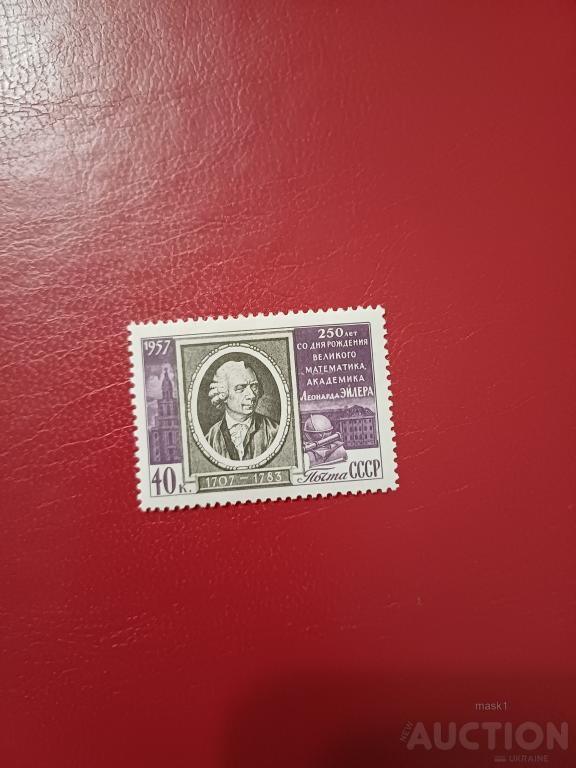 1957
250 ЛЕТ
СО ДНЯ РОЖДЕНИЯ
ВЕЛИКОГО
МАТЕМАТИКА,
АКАДЕМИКА
ЛЕОНАРДА ЭЙЛЕРА
40 К.
1707 – 1783
Почта СССР
mask1
NEW
AUCTION
UKRAINE